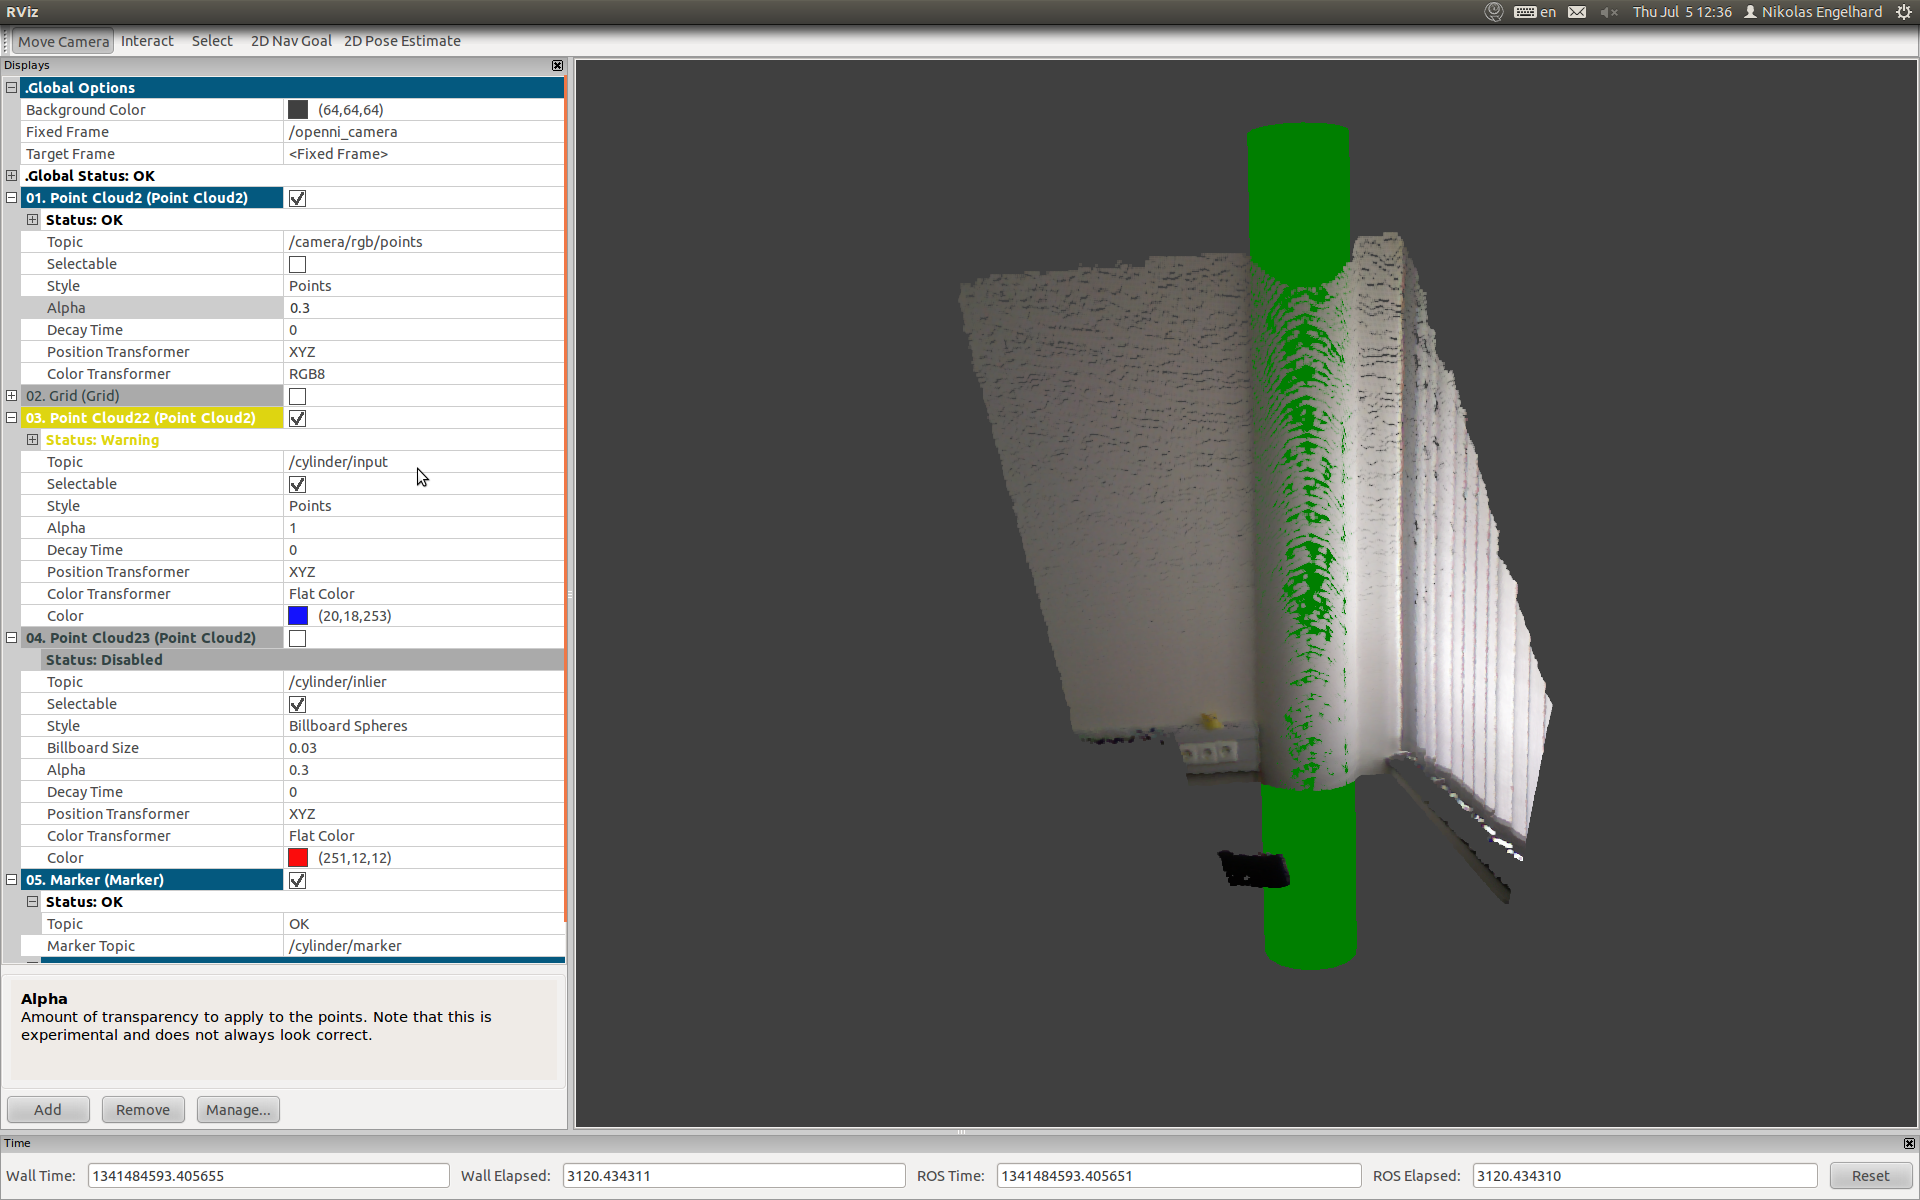 RViz
en
Thu Jul 5 12:36
Nikolas Engelhard
Move Camera Interact Select 2D Nav Goal 2D Pose Estimate
Displays
.Global Options
Background Color (64,64,64)
Fixed Frame /openni_camera
Target Frame <Fixed Frame>
.Global Status: OK
01. Point Cloud2 (Point Cloud2)
Status: OK
Topic /camera/rgb/points
Selectable
Style Points
Alpha 0.3
Decay Time 0
Position Transformer XYZ
Color Transformer RGB8
02. Grid (Grid)
03. Point Cloud22 (Point Cloud2)
Status: Warning
Topic /cylinder/input
Selectable
Style Points
Alpha 1
Decay Time 0
Position Transformer XYZ
Color Transformer Flat Color
Color (20,18,253)
04. Point Cloud23 (Point Cloud2)
Status: Disabled
Topic /cylinder/inlier
Selectable
Style Billboard Spheres
Billboard Size 0.03
Alpha 0.3
Decay Time 0
Position Transformer XYZ
Color Transformer Flat Color
Color (251,12,12)
05. Marker (Marker)
Status: OK
Topic OK
Marker Topic /cylinder/marker
Alpha
Amount of transparency to apply to the points. Note that this is
experimental and does not always look correct.
Add Remove Manage...
Time
Wall Time: 1341484593.405655 Wall Elapsed: 3120.434311 ROS Time: 1341484593.405651 ROS Elapsed: 3120.434310 Reset